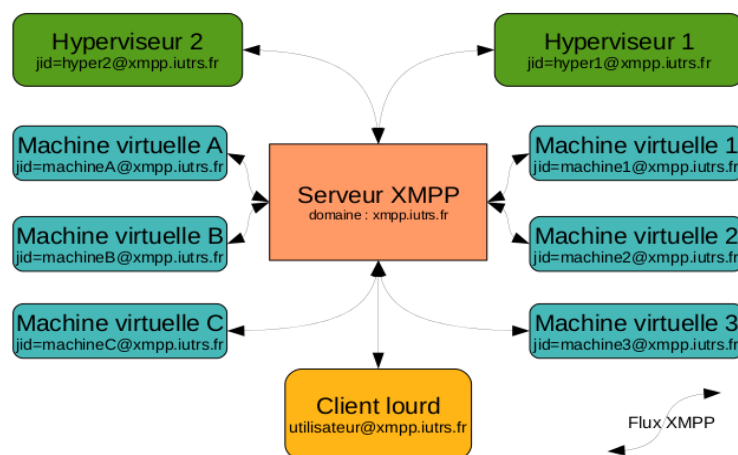 Hyperviseur 2
jid=hyper2@xmpp.iutrs.fr
Hyperviseur 1
jid=hyper1@xmpp.iutrs.fr
Machine virtuelle A
jid=machineA@xmpp.iutrs.fr
Machine virtuelle 1
jid=machine1@xmpp.iutrs.fr
Serveur XMPP
domaine : xmpp.iutrs.fr
Machine virtuelle B
jid=machineB@xmpp.iutrs.fr
Machine virtuelle 2
jid=machine2@xmpp.iutrs.fr
Machine virtuelle C
jid=machineC@xmpp.iutrs.fr
Machine virtuelle 3
jid=machine3@xmpp.iutrs.fr
Client lourd
utilisateur@xmpp.iutrs.fr
Flux XMPP